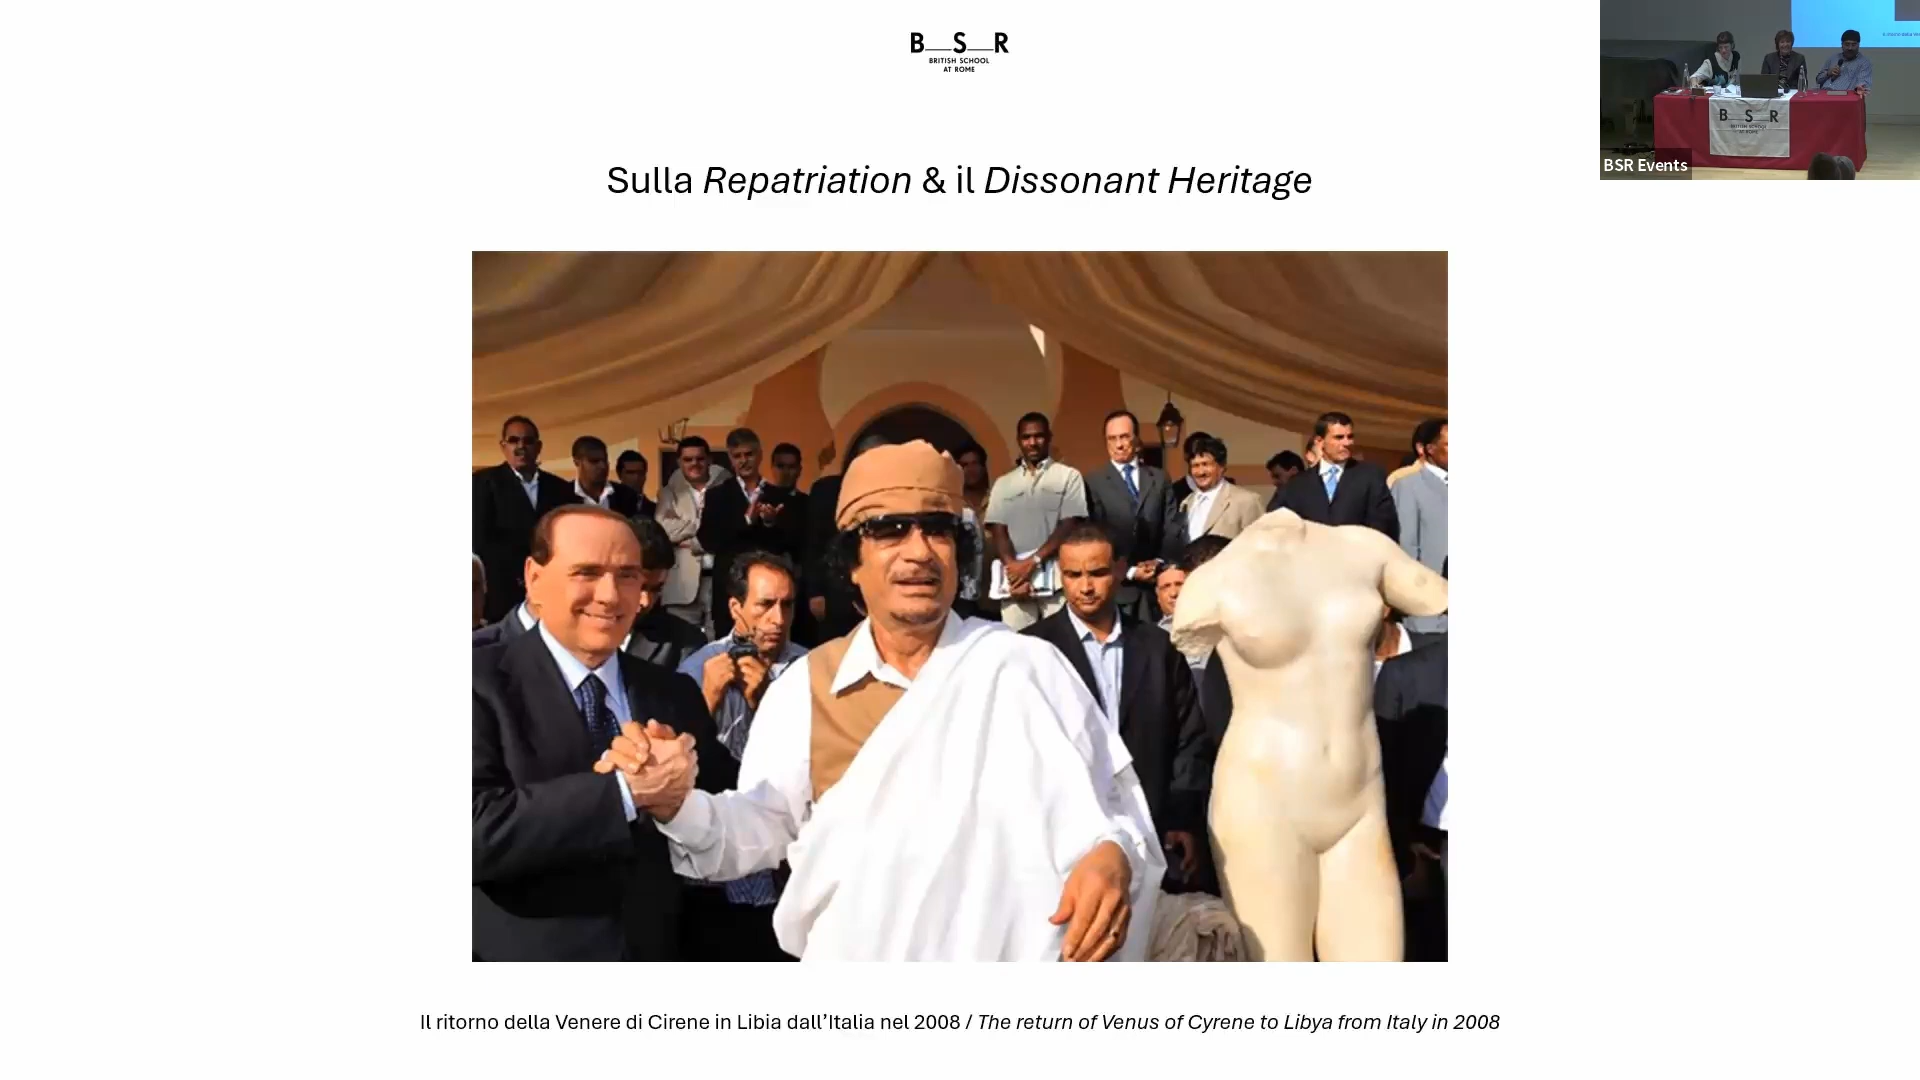 B__S__R
BRITISH SCHOOL
AT ROME
Sulla Repatriation & il Dissonant Heritage
Il ritorno della Venere di Cirene in Libia dall’Italia nel 2008 / The return of Venus of Cyrene to Libya from Italy in 2008
B S R
BSR Events